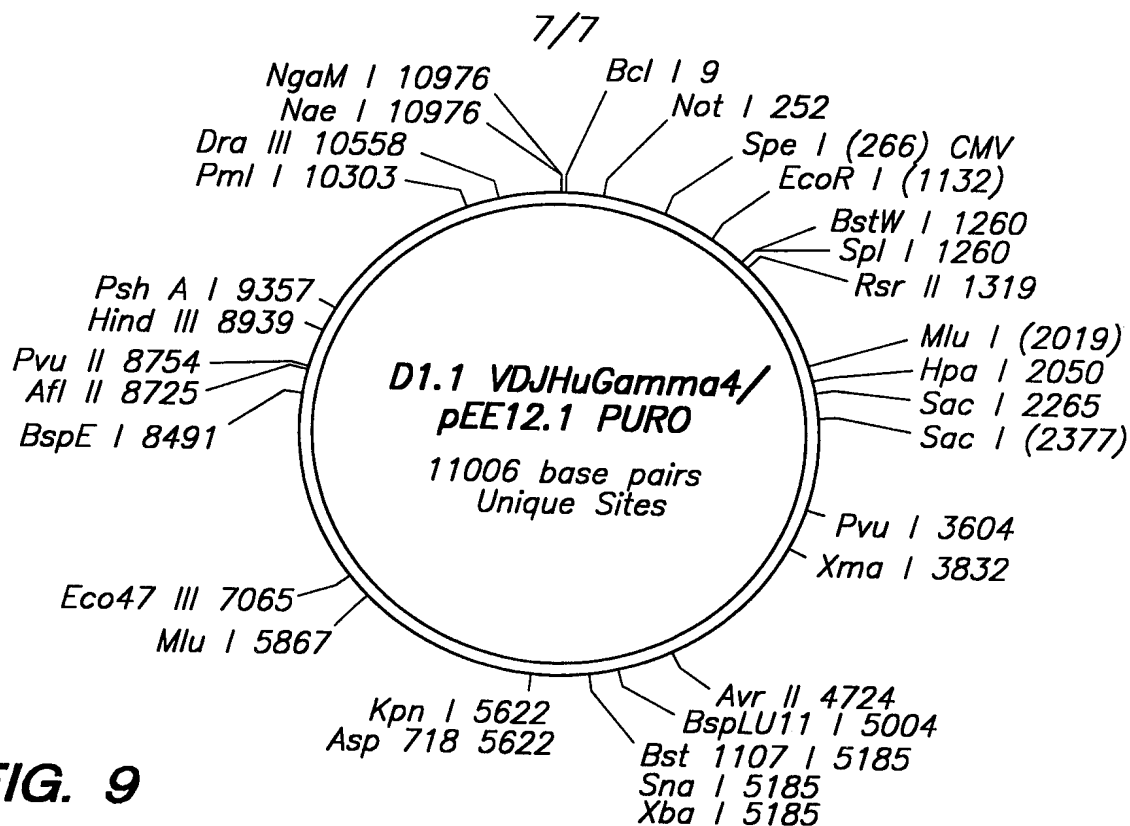 7/7
NgaM I 10976
Nae I 10976
Dra III 10558
Pml I 10303
Bcl I 9
Not I 252
Spe I (266) CMV
EcoR I (1132)
BstW I 1260
Spl I 1260
Rsr II 1319
Psh A I 9357
Hind III 8939
Pvu II 8754
Afl II 8725
BspE I 8491
Mlu I (2019)
Hpa I 2050
Sac I 2265
Sac I (2377)
D1.1 VDJHuGamma4/
pEE12.1 PURO
11006 base pairs
Unique Sites
Pvu I 3604
Xma I 3832
Eco47 III 7065
Mlu I 5867
Kpn I 5622
Asp 718 5622
Avr II 4724
BspLU11 I 5004
Bst 1107 I 5185
Sna I 5185
Xba I 5185
FIG. 9